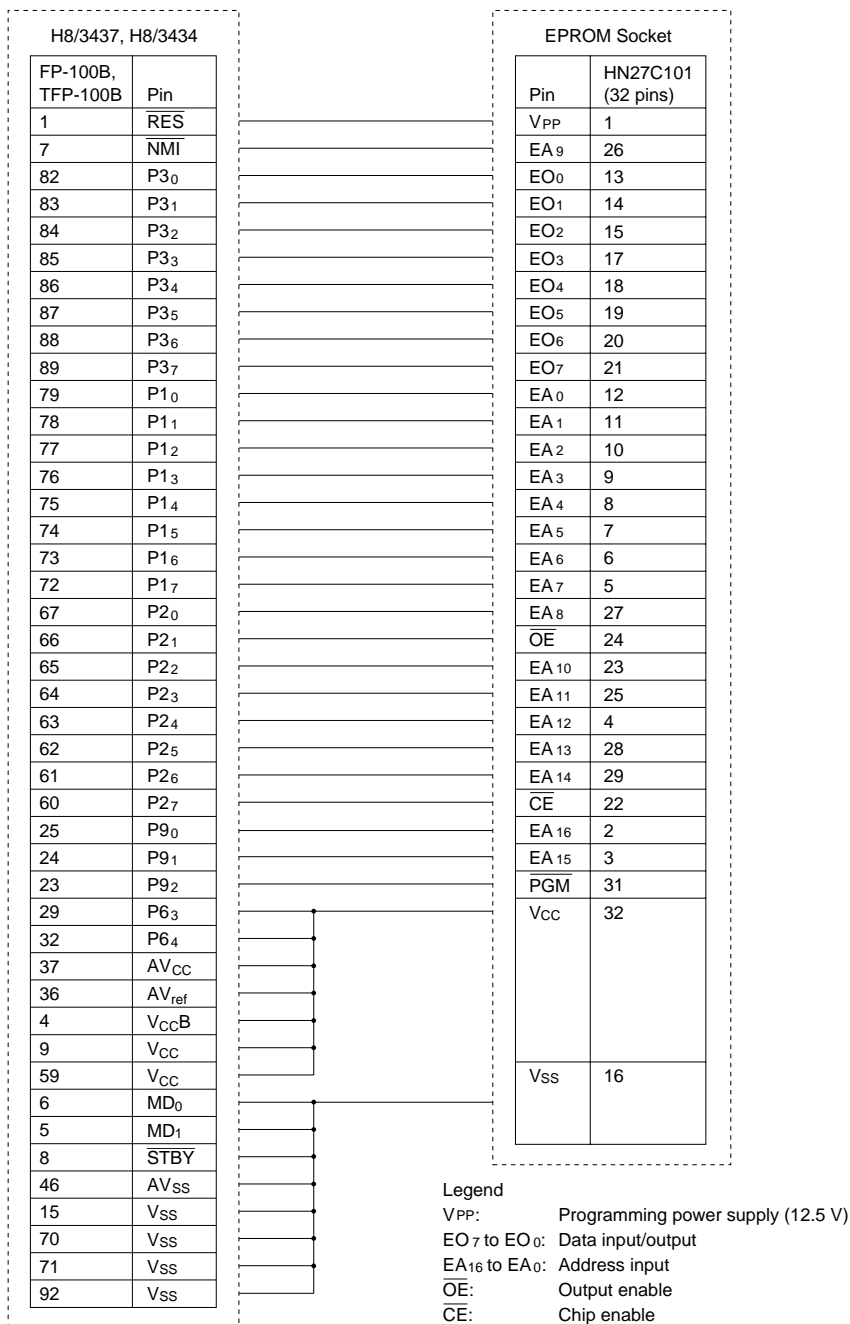 H8/3437, H8/3434
EPROM Socket
FP-100B, TFP-100B Pin
Pin HN27C101 (32 pins)
1 R̅E̅S̅ VPP 1
7 N̅M̅I̅ EA9 26
82 P30 EO0 13
83 P31 EO1 14
84 P32 EO2 15
85 P33 EO3 17
86 P34 EO4 18
87 P35 EO5 19
88 P36 EO6 20
89 P37 EO7 21
79 P10 EA0 12
78 P11 EA1 11
77 P12 EA2 10
76 P13 EA3 9
75 P14 EA4 8
74 P15 EA5 7
73 P16 EA6 6
72 P17 EA7 5
67 P20 EA8 27
66 P21 O̅E̅ 24
65 P22 EA10 23
64 P23 EA11 25
63 P24 EA12 4
62 P25 EA13 28
61 P26 EA14 29
60 P27 C̅E̅ 22
25 P90 EA16 2
24 P91 EA15 3
23 P92 P̅G̅M̅ 31
29 P63 VCC 32
32 P64
37 AVCC
36 AVref
4 VCCB
9 VCC
59 VCC VSS 16
6 MD0
5 MD1
8 S̅T̅B̅Y̅
46 AVSS
15 VSS
70 VSS
71 VSS
92 VSS
Legend
VPP: Programming power supply (12.5 V)
EO7 to EO0: Data input/output
EA16 to EA0: Address input
O̅E̅: Output enable
C̅E̅: Chip enable